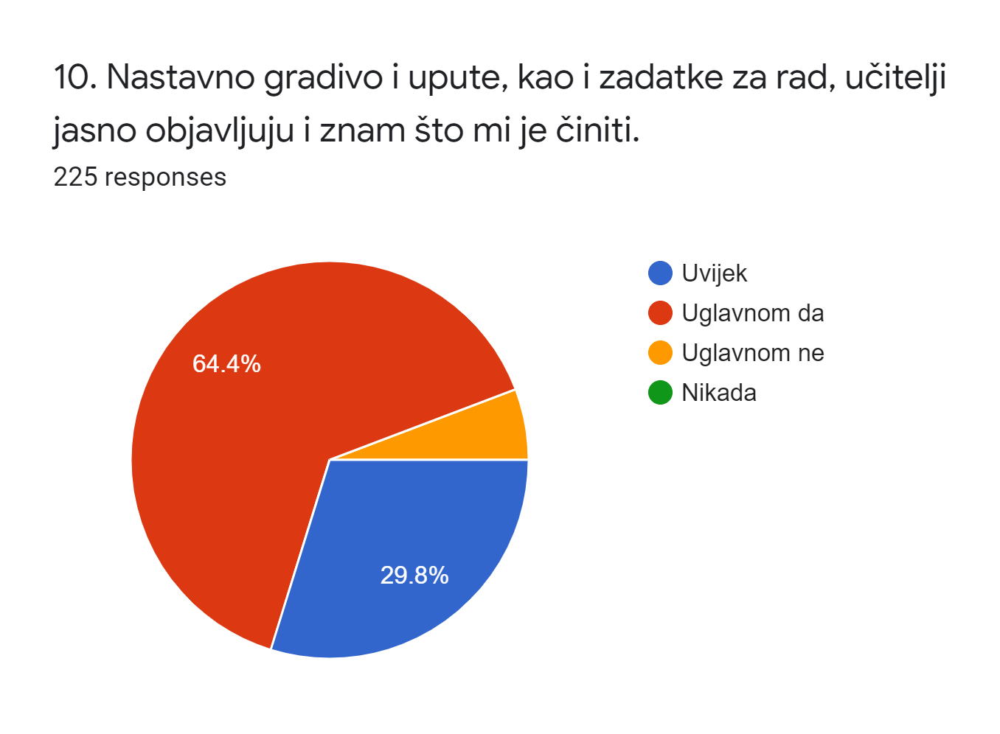 10. Nastavno gradivo i upute, kao i zadatke za rad, učitelji
jasno objavljuju i znam što mi je činiti.
225 responses
Uvijek
Uglavnom da
Uglavnom ne
Nikada
64.4%
29.8%